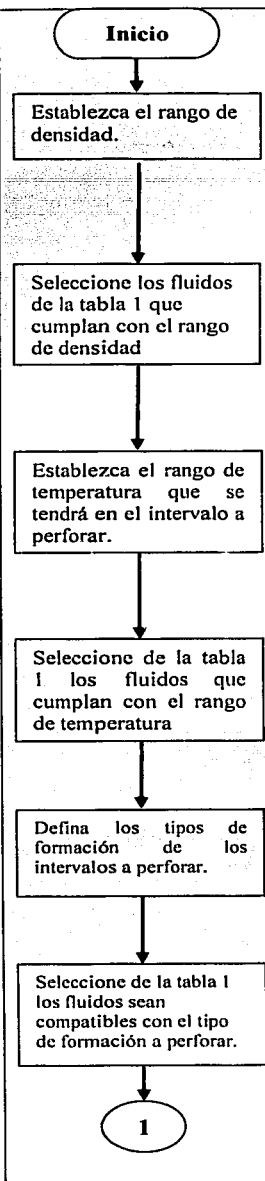 Inicio
Establezca el rango de
densidad.
Seleccione los fluidos
de la tabla 1 que
cumplan con el rango
de densidad
Establezca el rango de
temperatura que se
tendrá en el intervalo a
perforar.
Seleccione de la tabla
1 los fluidos que
cumplan con el rango
de temperatura
Defina los tipos de
formación de los
intervalos a perforar.
Seleccione de la tabla 1
los fluidos sean
compatibles con el tipo
de formación a perforar.
1